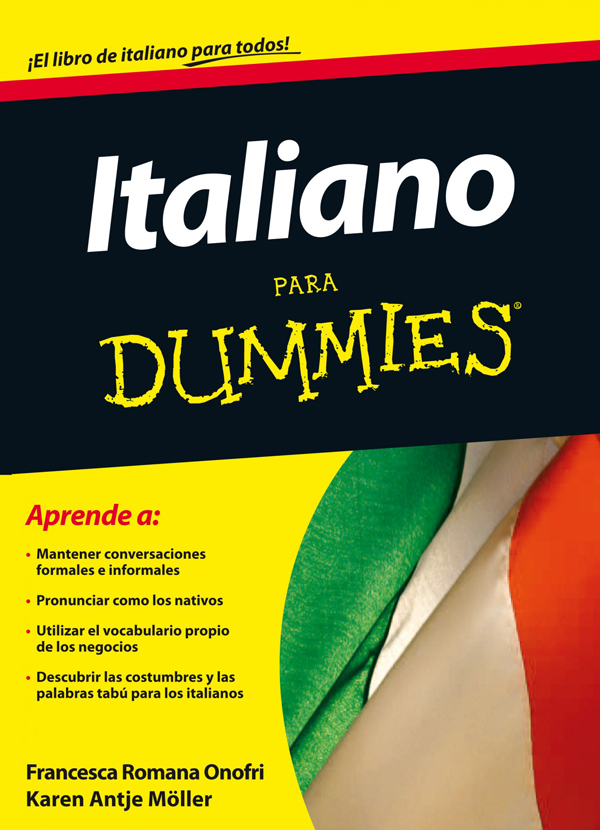 ¡El libro de italiano para todos!
Italiano
PARA
DUMMIES®
Aprende a:
• Mantener conversaciones
formales e informales
• Pronunciar como los nativos
• Utilizar el vocabulario propio
de los negocios
• Descubrir las costumbres y las
palabras tabú para los italianos
Francesca Romana Onofri
Karen Antje Möller